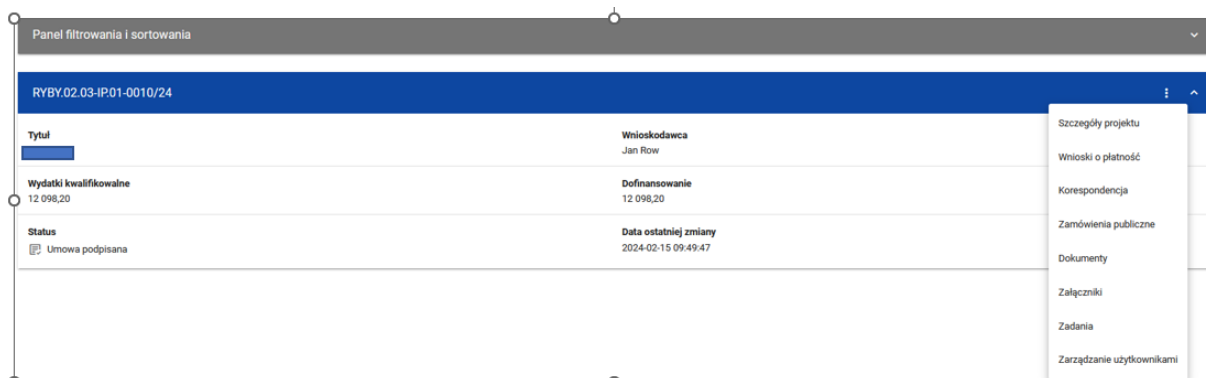 Panel filtrowania i sortowania
RYBY.02.03-IP.01-0010/24
Tytuł
Wnioskodawca
Jan Row
Wydatki kwalifikowalne
12 098,20
Dofinansowanie
12 098,20
Status
Umowa podpisana
Data ostatniej zmiany
2024-02-15 09:49:47
Szczegóły projektu
Wnioski o płatność
Korespondencja
Zamówienia publiczne
Dokumenty
Załączniki
Zadania
Zarządzanie użytkownikami